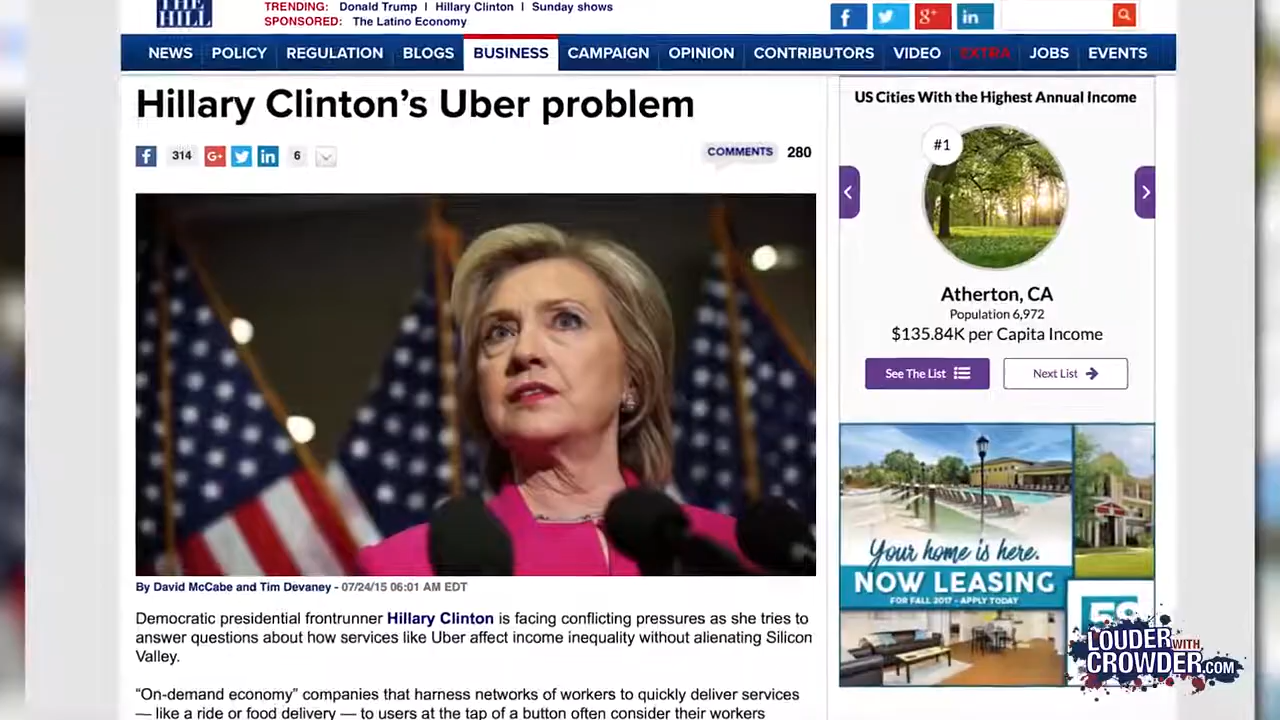 THE
HILL
TRENDING: Donald Trump | Hillary Clinton | Sunday shows
SPONSORED: The Latino Economy
NEWS POLICY REGULATION BLOGS BUSINESS CAMPAIGN OPINION CONTRIBUTORS VIDEO EXTRA JOBS EVENTS
Hillary Clinton’s Uber problem
314 G+ in 6
COMMENTS 280
By David McCabe and Tim Devaney - 07/24/15 06:01 AM EDT
Democratic presidential frontrunner Hillary Clinton is facing conflicting pressures as she tries to
answer questions about how services like Uber affect income inequality without alienating Silicon
Valley.
“On-demand economy” companies that harness networks of workers to quickly deliver services
— like a ride or food delivery — to users at the tap of a button often consider their workers
US Cities With the Highest Annual Income
#1
Atherton, CA
Population 6,972
$135.84K per Capita Income
See The List
Next List
Your home is here.
NOW LEASING
FOR FALL 2017 - APPLY TODAY
LOUDER WITH
CROWDER.COM